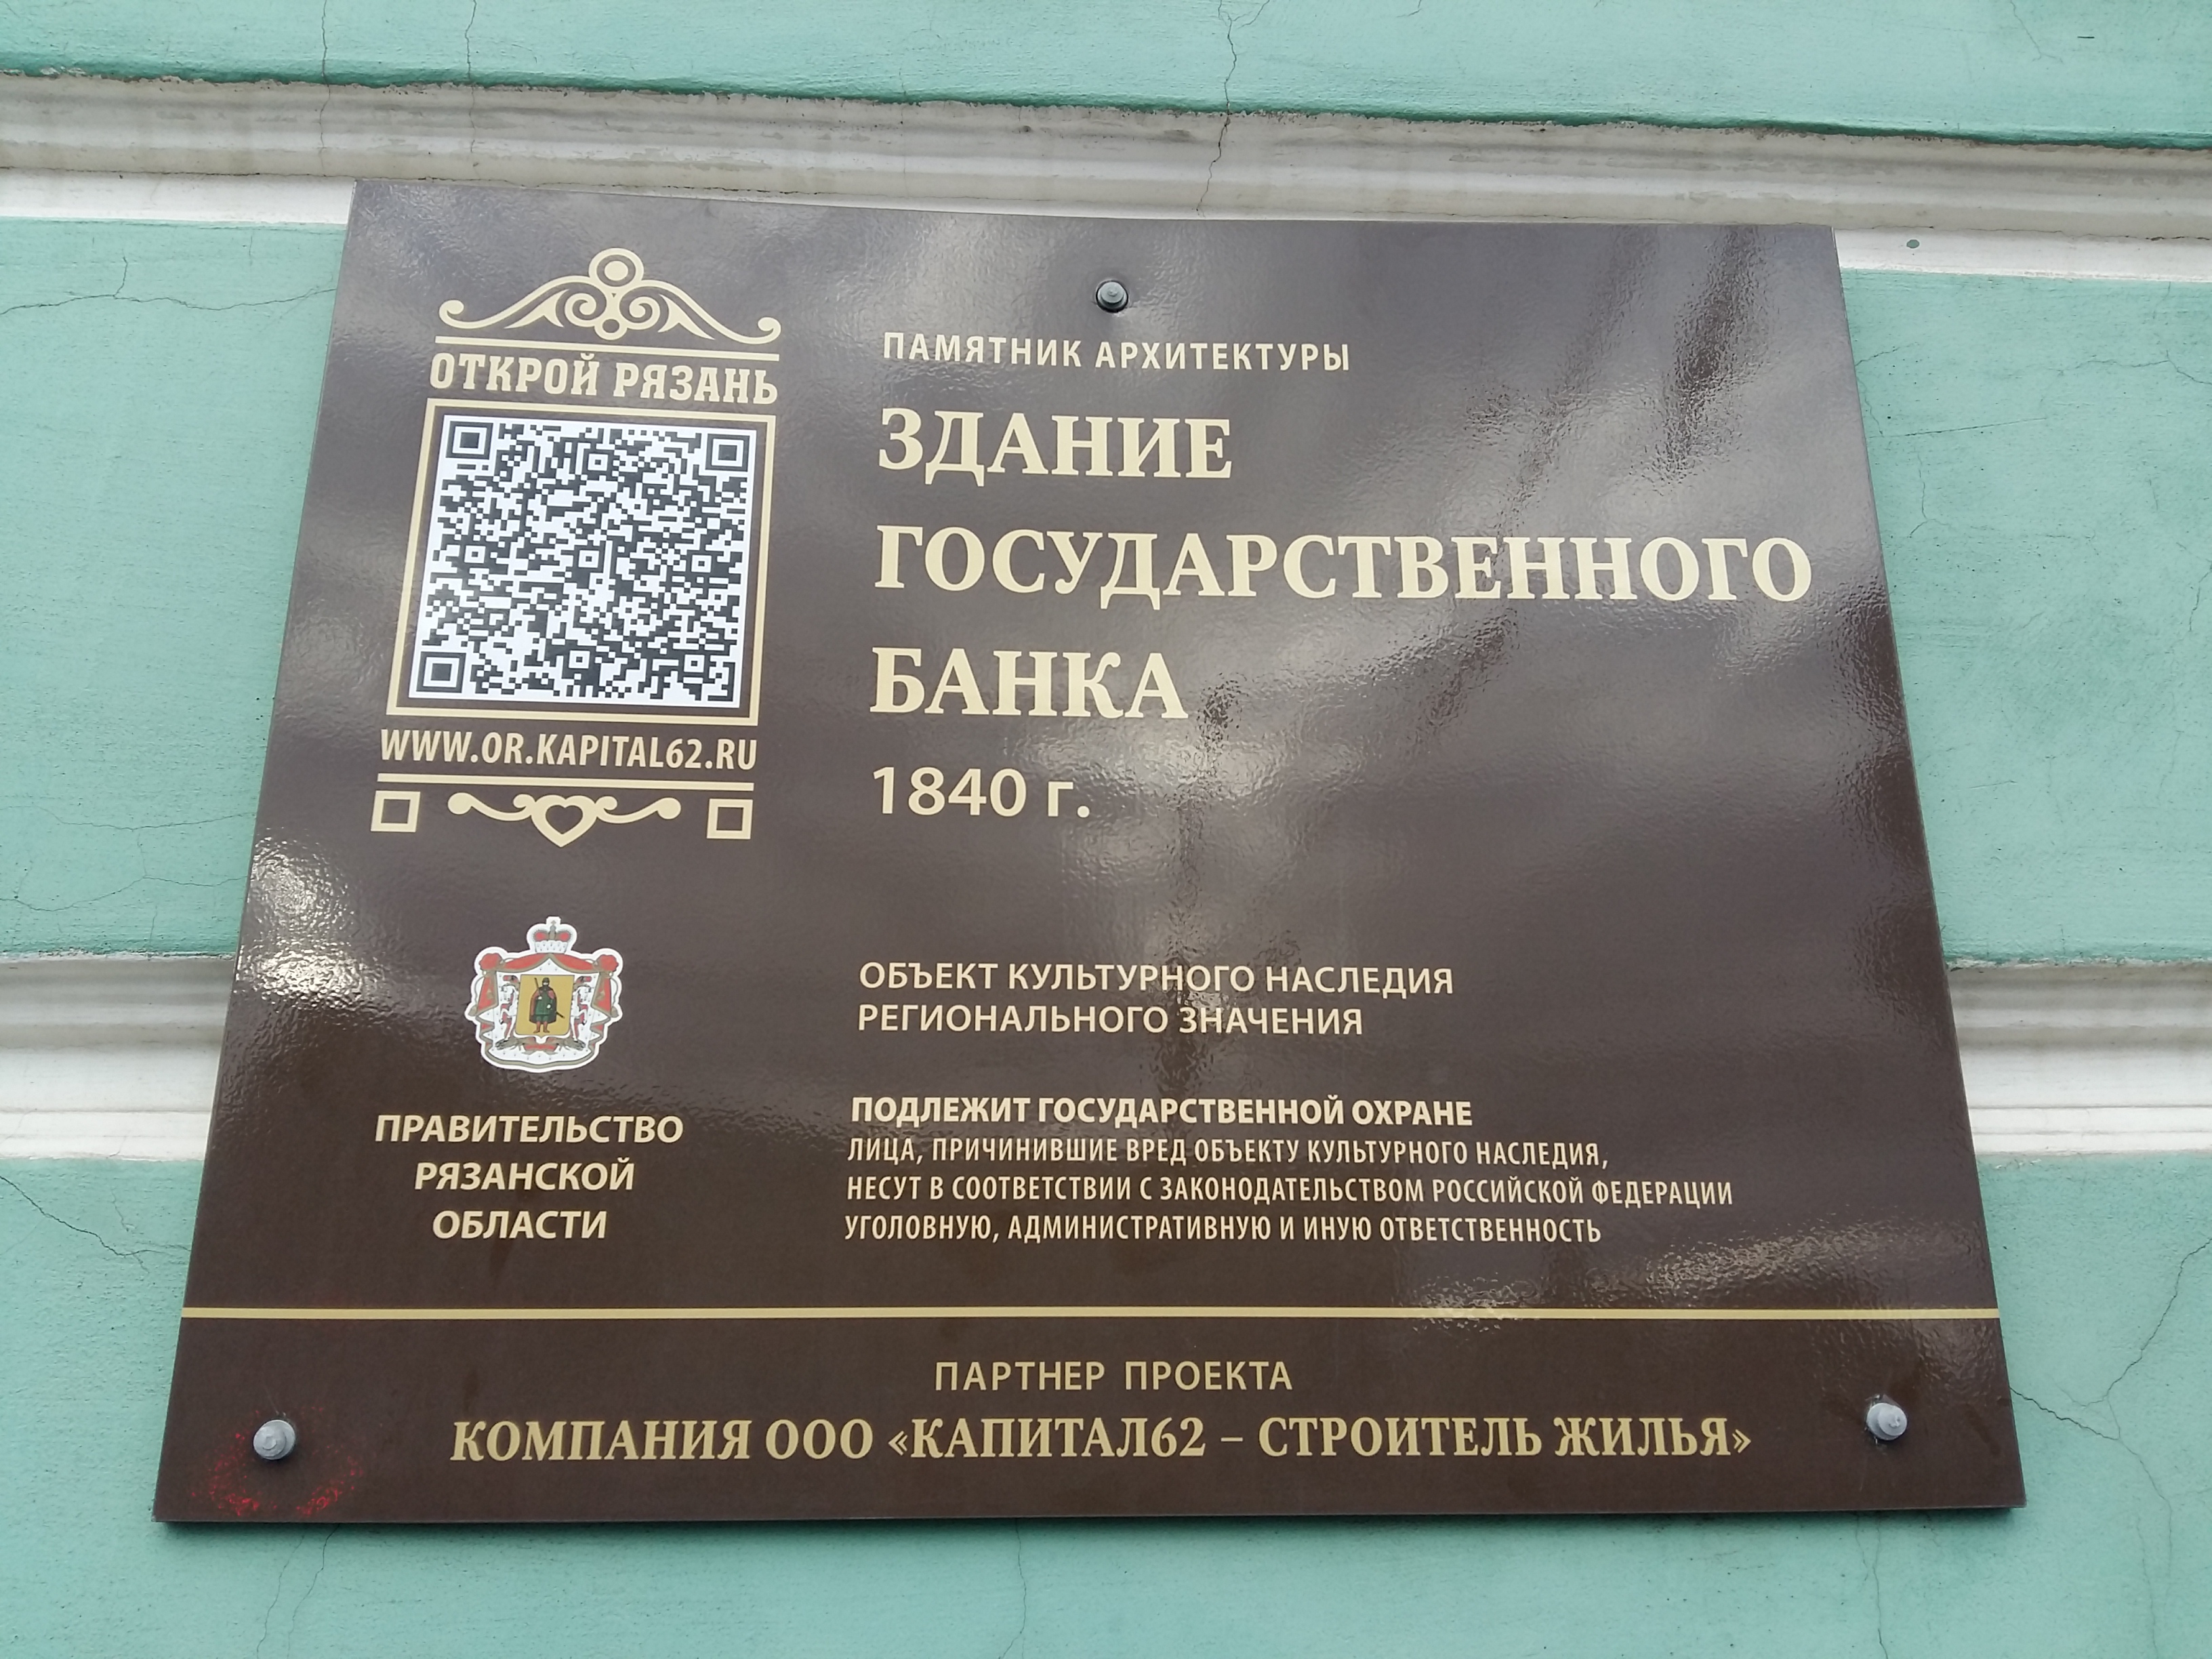 ОТКРОЙ РЯЗАНЬ
WWW.OR.KAPITAL62.RU
ПАМЯТНИК АРХИТЕКТУРЫ
ЗДАНИЕ
ГОСУДАРСТВЕННОГО
БАНКА
1840 г.
ПРАВИТЕЛЬСТВО
РЯЗАНСКОЙ
ОБЛАСТИ
ОБЪЕКТ КУЛЬТУРНОГО НАСЛЕДИЯ
РЕГИОНАЛЬНОГО ЗНАЧЕНИЯ
ПОДЛЕЖИТ ГОСУДАРСТВЕННОЙ ОХРАНЕ
ЛИЦА, ПРИЧИНИВШИЕ ВРЕД ОБЪЕКТУ КУЛЬТУРНОГО НАСЛЕДИЯ,
НЕСУТ В СООТВЕТСТВИИ С ЗАКОНОДАТЕЛЬСТВОМ РОССИЙСКОЙ ФЕДЕРАЦИИ
УГОЛОВНУЮ, АДМИНИСТРАТИВНУЮ И ИНУЮ ОТВЕТСТВЕННОСТЬ
ПАРТНЕР ПРОЕКТА
КОМПАНИЯ ООО «КАПИТАЛ62 – СТРОИТЕЛЬ ЖИЛЬЯ»